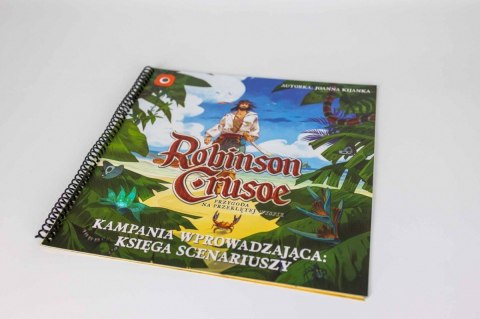 AUTORKA: JOANNA KIJANKA
Robinson
Crusoe
PRZYGODA
NA PRZEKLĘTEJ WYSPIE
KAMPANIA WPROWADZAJĄCA:
KSIĘGA SCENARIUSZY